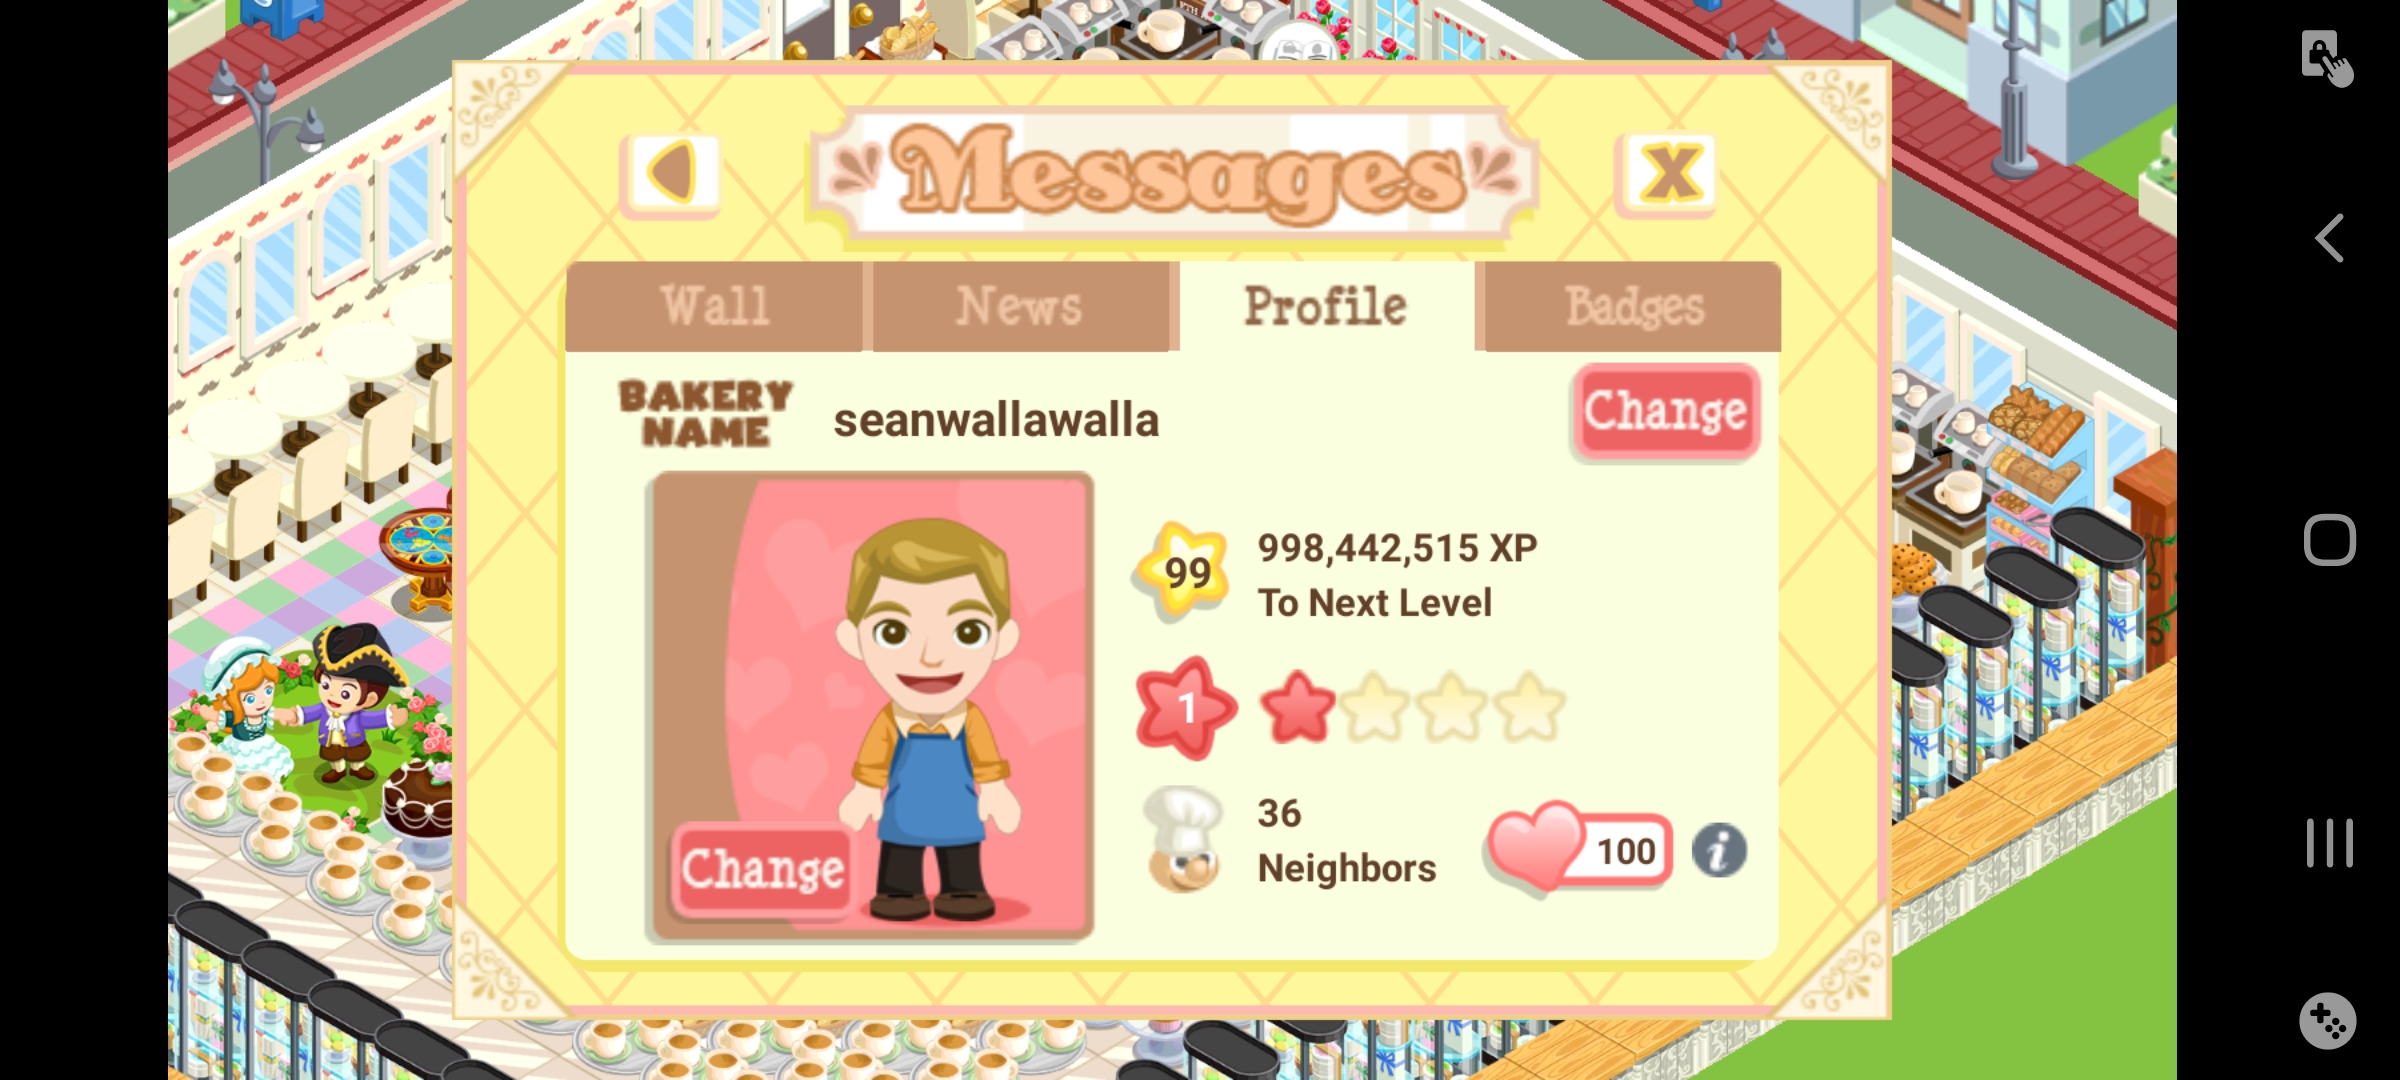 Messages
X
Wall
News
Profile
Badges
BAKERY
NAME
seanwallawalla
Change
99
998,442,515 XP
To Next Level
1
36
Neighbors
100
i
Change